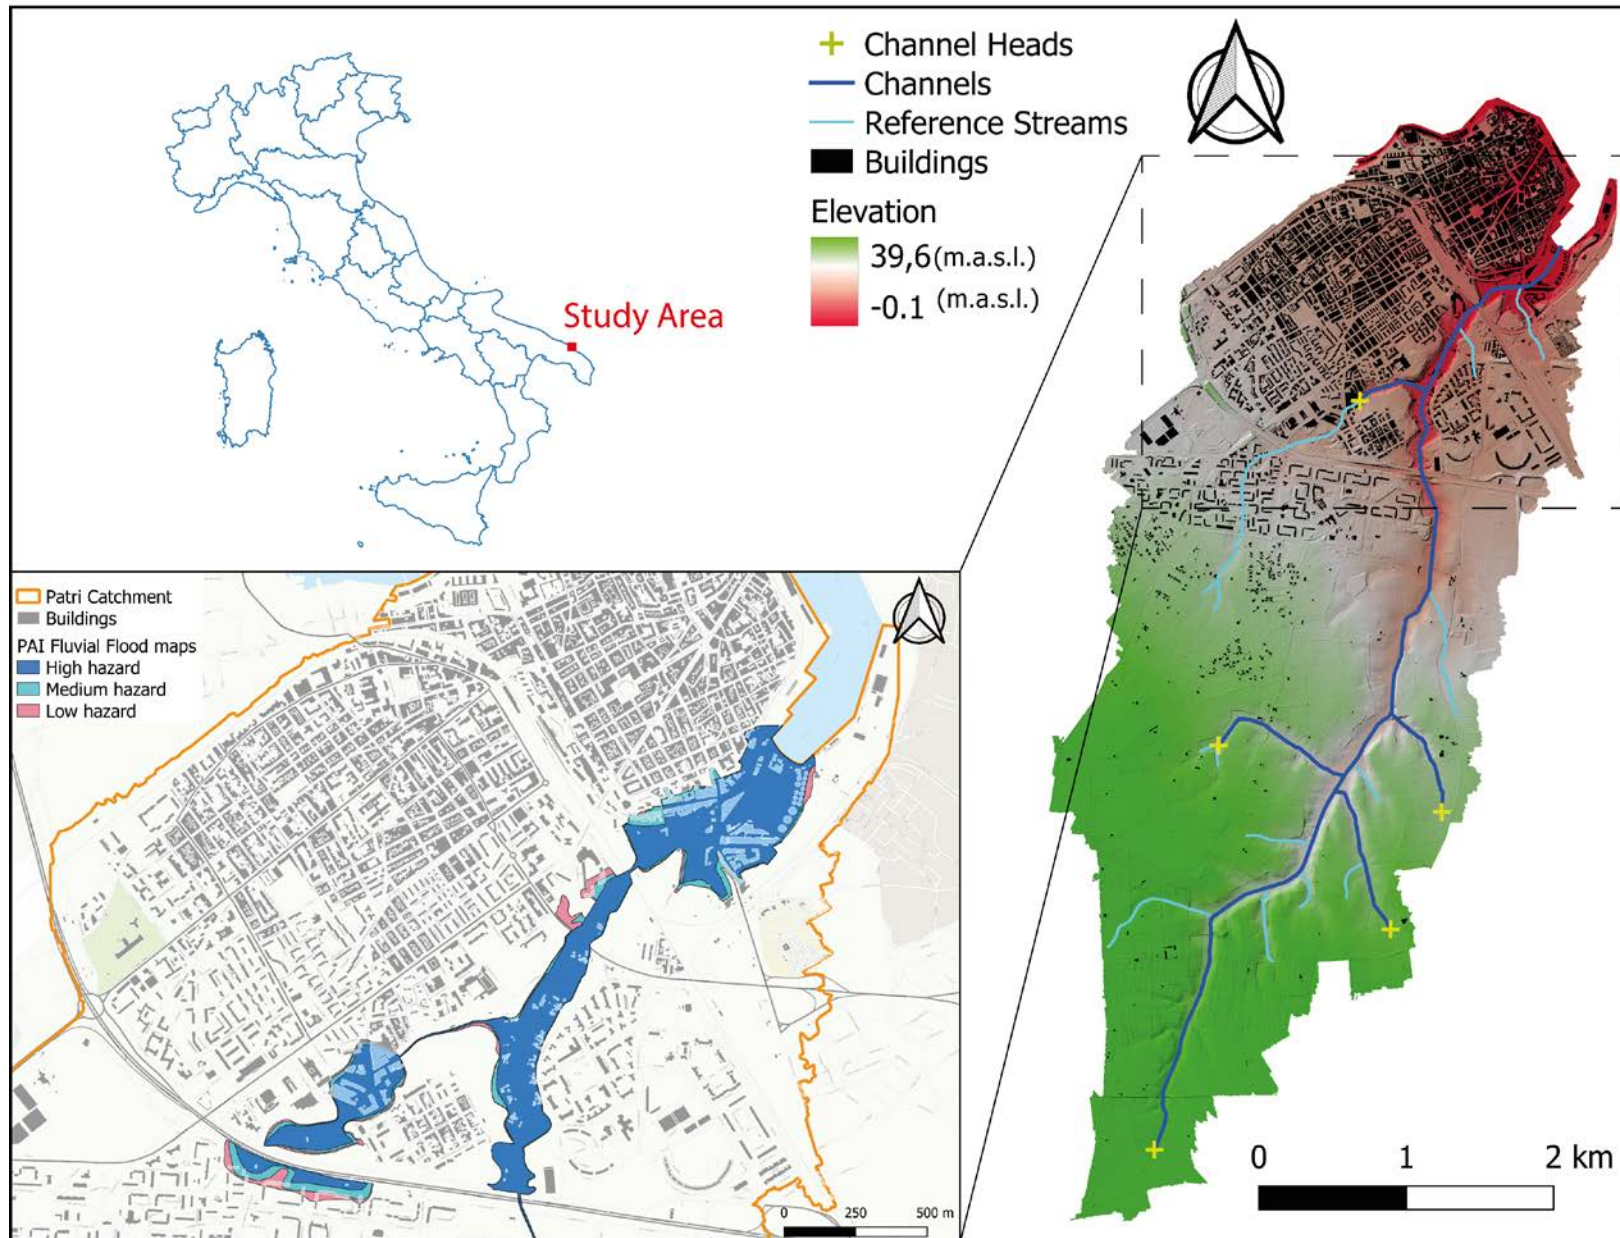 Channel Heads
Channels
Reference Streams
Buildings
Elevation
39,6 (m.a.s.l.)
-0.1 (m.a.s.l.)
Study Area
Patri Catchment
Buildings
PAI Fluvial Flood maps
High hazard
Medium hazard
Low hazard
0 250 500 m
0 1 2 km